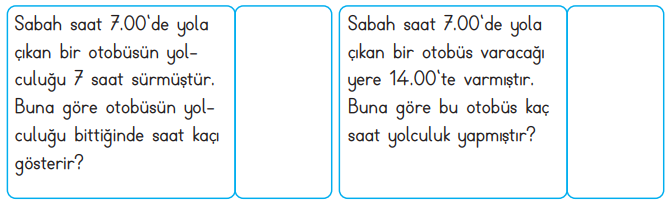 Sabah saat 7.00'de yola
çıkan bir otobüsün yol-
culuğu 7 saat sürmüştür.
Buna göre otobüsün yol-
culuğu bittiğinde saat kaçı
gösterir?
Sabah saat 7.00'de yola
çıkan bir otobüs varacağı
yere 14.00'te varmıştır.
Buna göre bu otobüs kaç
saat yolculuk yapmıştır?